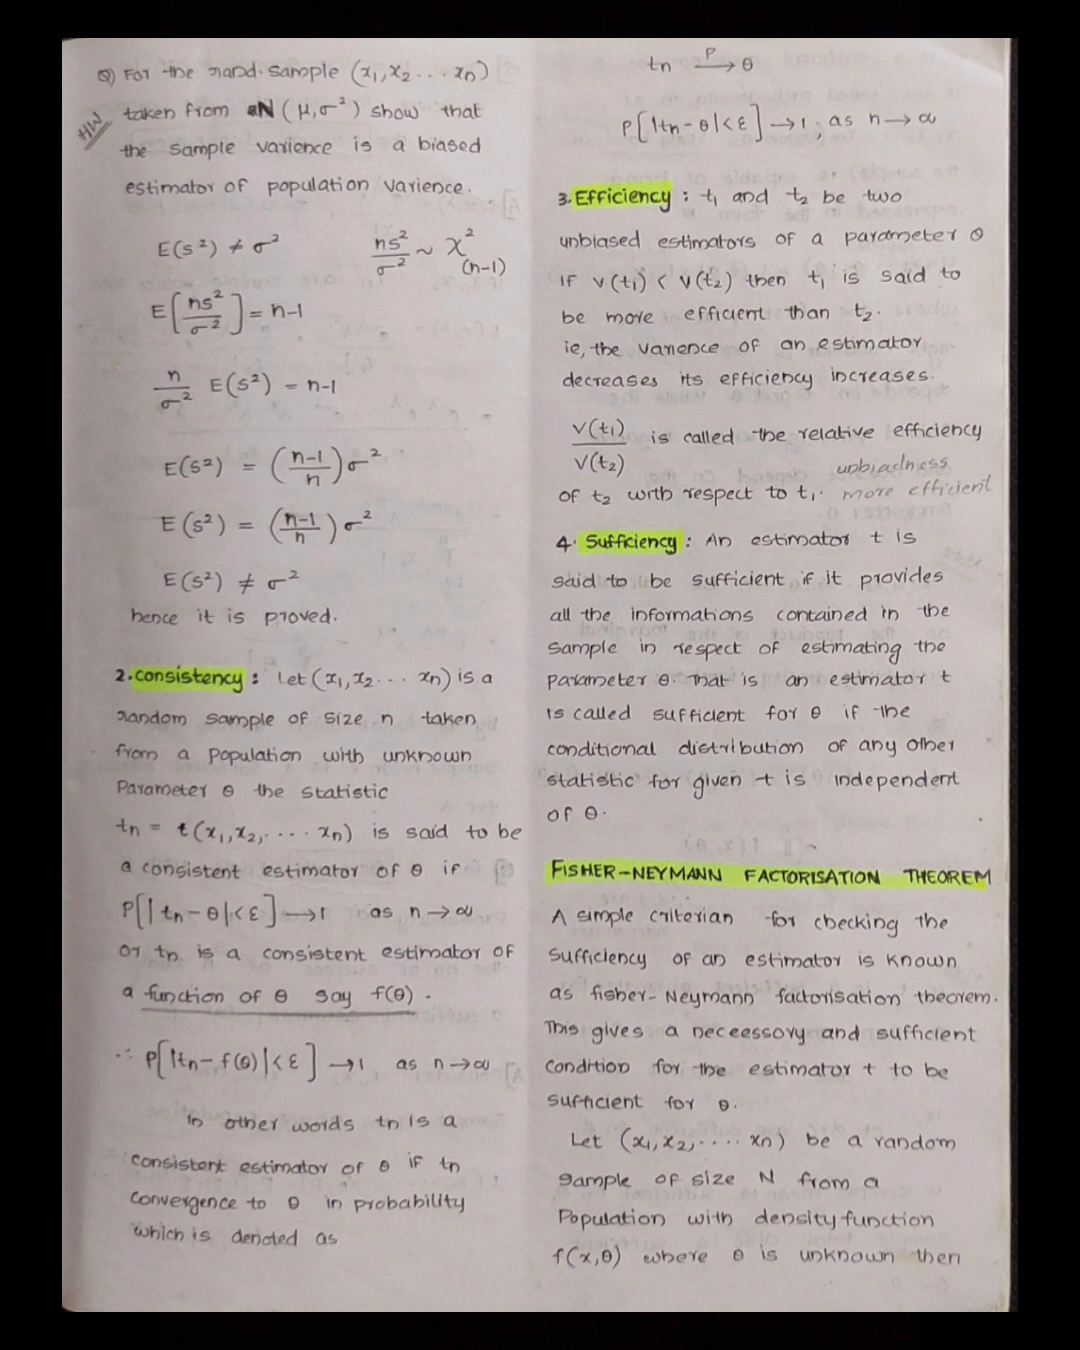 Q) For the rand. sample (x₁, x₂ ... xn)
HW
taken from N(μ, σ²) show that
the sample varience is a biased
estimator of population varience.
E(s²) ≠ σ²    ns²/σ² ~ χ²(n-1)
E[ns²/σ²] = n-1
n/σ² E(s²) = n-1
E(s²) = (n-1/n)σ²
E(s²) = (n-1/n)σ²
E(s²) ≠ σ²
hence it is proved.
2. consistency : Let (x₁, x₂ ... xn) is a
random sample of size n taken
from a population with unknown
Parameter θ the statistic
tn = t(x₁, x₂, .... xn) is said to be
a consistent estimator of θ if
P[|tn - θ| < ε] → 1 as n → ∞
or tn is a consistent estimator of
a function of θ say f(θ).
∴ P[|tn - f(θ)| < ε] → 1 as n → ∞
In other words tn is a
consistent estimator of θ if tn
convergence to θ in probability
which is denoted as
tn —P→ θ
P[|tn - θ| < ε] → 1, as n → ∞
3. Efficiency : t₁ and t₂ be two
unbiased estimators of a parameter θ
if v(t₁) < v(t₂) then t₁ is said to
be more efficient than t₂.
ie, the varience of an estimator
decreases its efficiency increases.
V(t₁)/V(t₂) is called the relative efficiency
unbiadness
of t₂ with respect to t₁. more efficient
4. Sufficiency : An estimator t is
said to be sufficient if it provides
all the informations contained in the
sample in respect of estimating the
parameter θ. That is an estimator t
is called sufficient for θ if the
conditional distribution of any other
statistic for given t is independent
of θ.
FISHER-NEYMANN FACTORISATION THEOREM
A simple criterian for checking the
sufficiency of an estimator is known
as fisher-Neymann factorisation theorem.
This gives a neceessory and sufficient
condition for the estimator t to be
sufficient for θ.
Let (x₁, x₂, .... xn) be a random
sample of size N from a
Population with density function
f(x,θ) where θ is unknown then